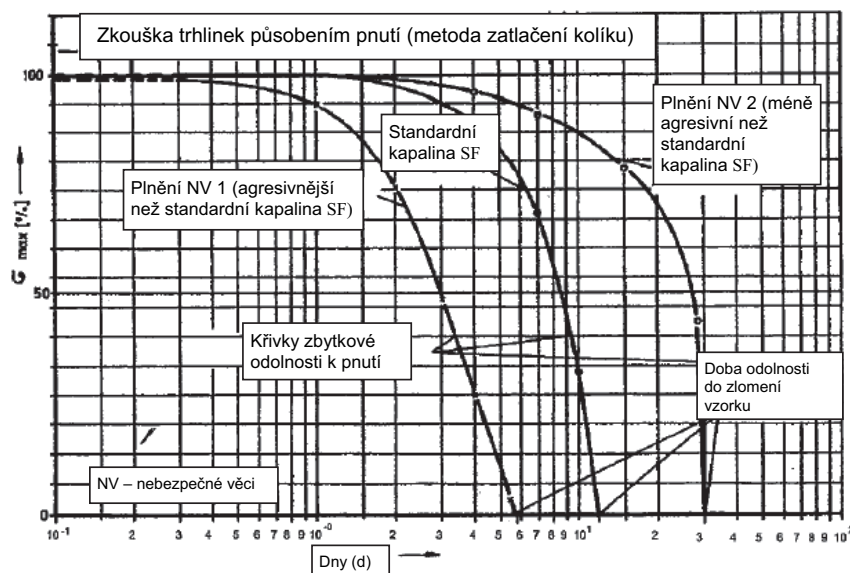 Zkouška trhlinek působením pnutí (metoda zatlačení kolíku)
100
Standardní
kapalina SF
Plnění NV 2 (méně
agresivní než
standardní
kapalina SF)
Plnění NV 1 (agresivnější
než standardní kapalina SF)
σ max [%]
50
Křivky zbytkové
odolnosti k pnutí
Doba odolnosti
do zlomení
vzorku
NV – nebezpečné věci
0
10⁻¹ 2 3 4 5 6 7 8 9 10⁻⁰ 2 3 4 5 6 7 8 9 10¹ 2 3 4 5 6 7 8 9 10²
Dny (d)